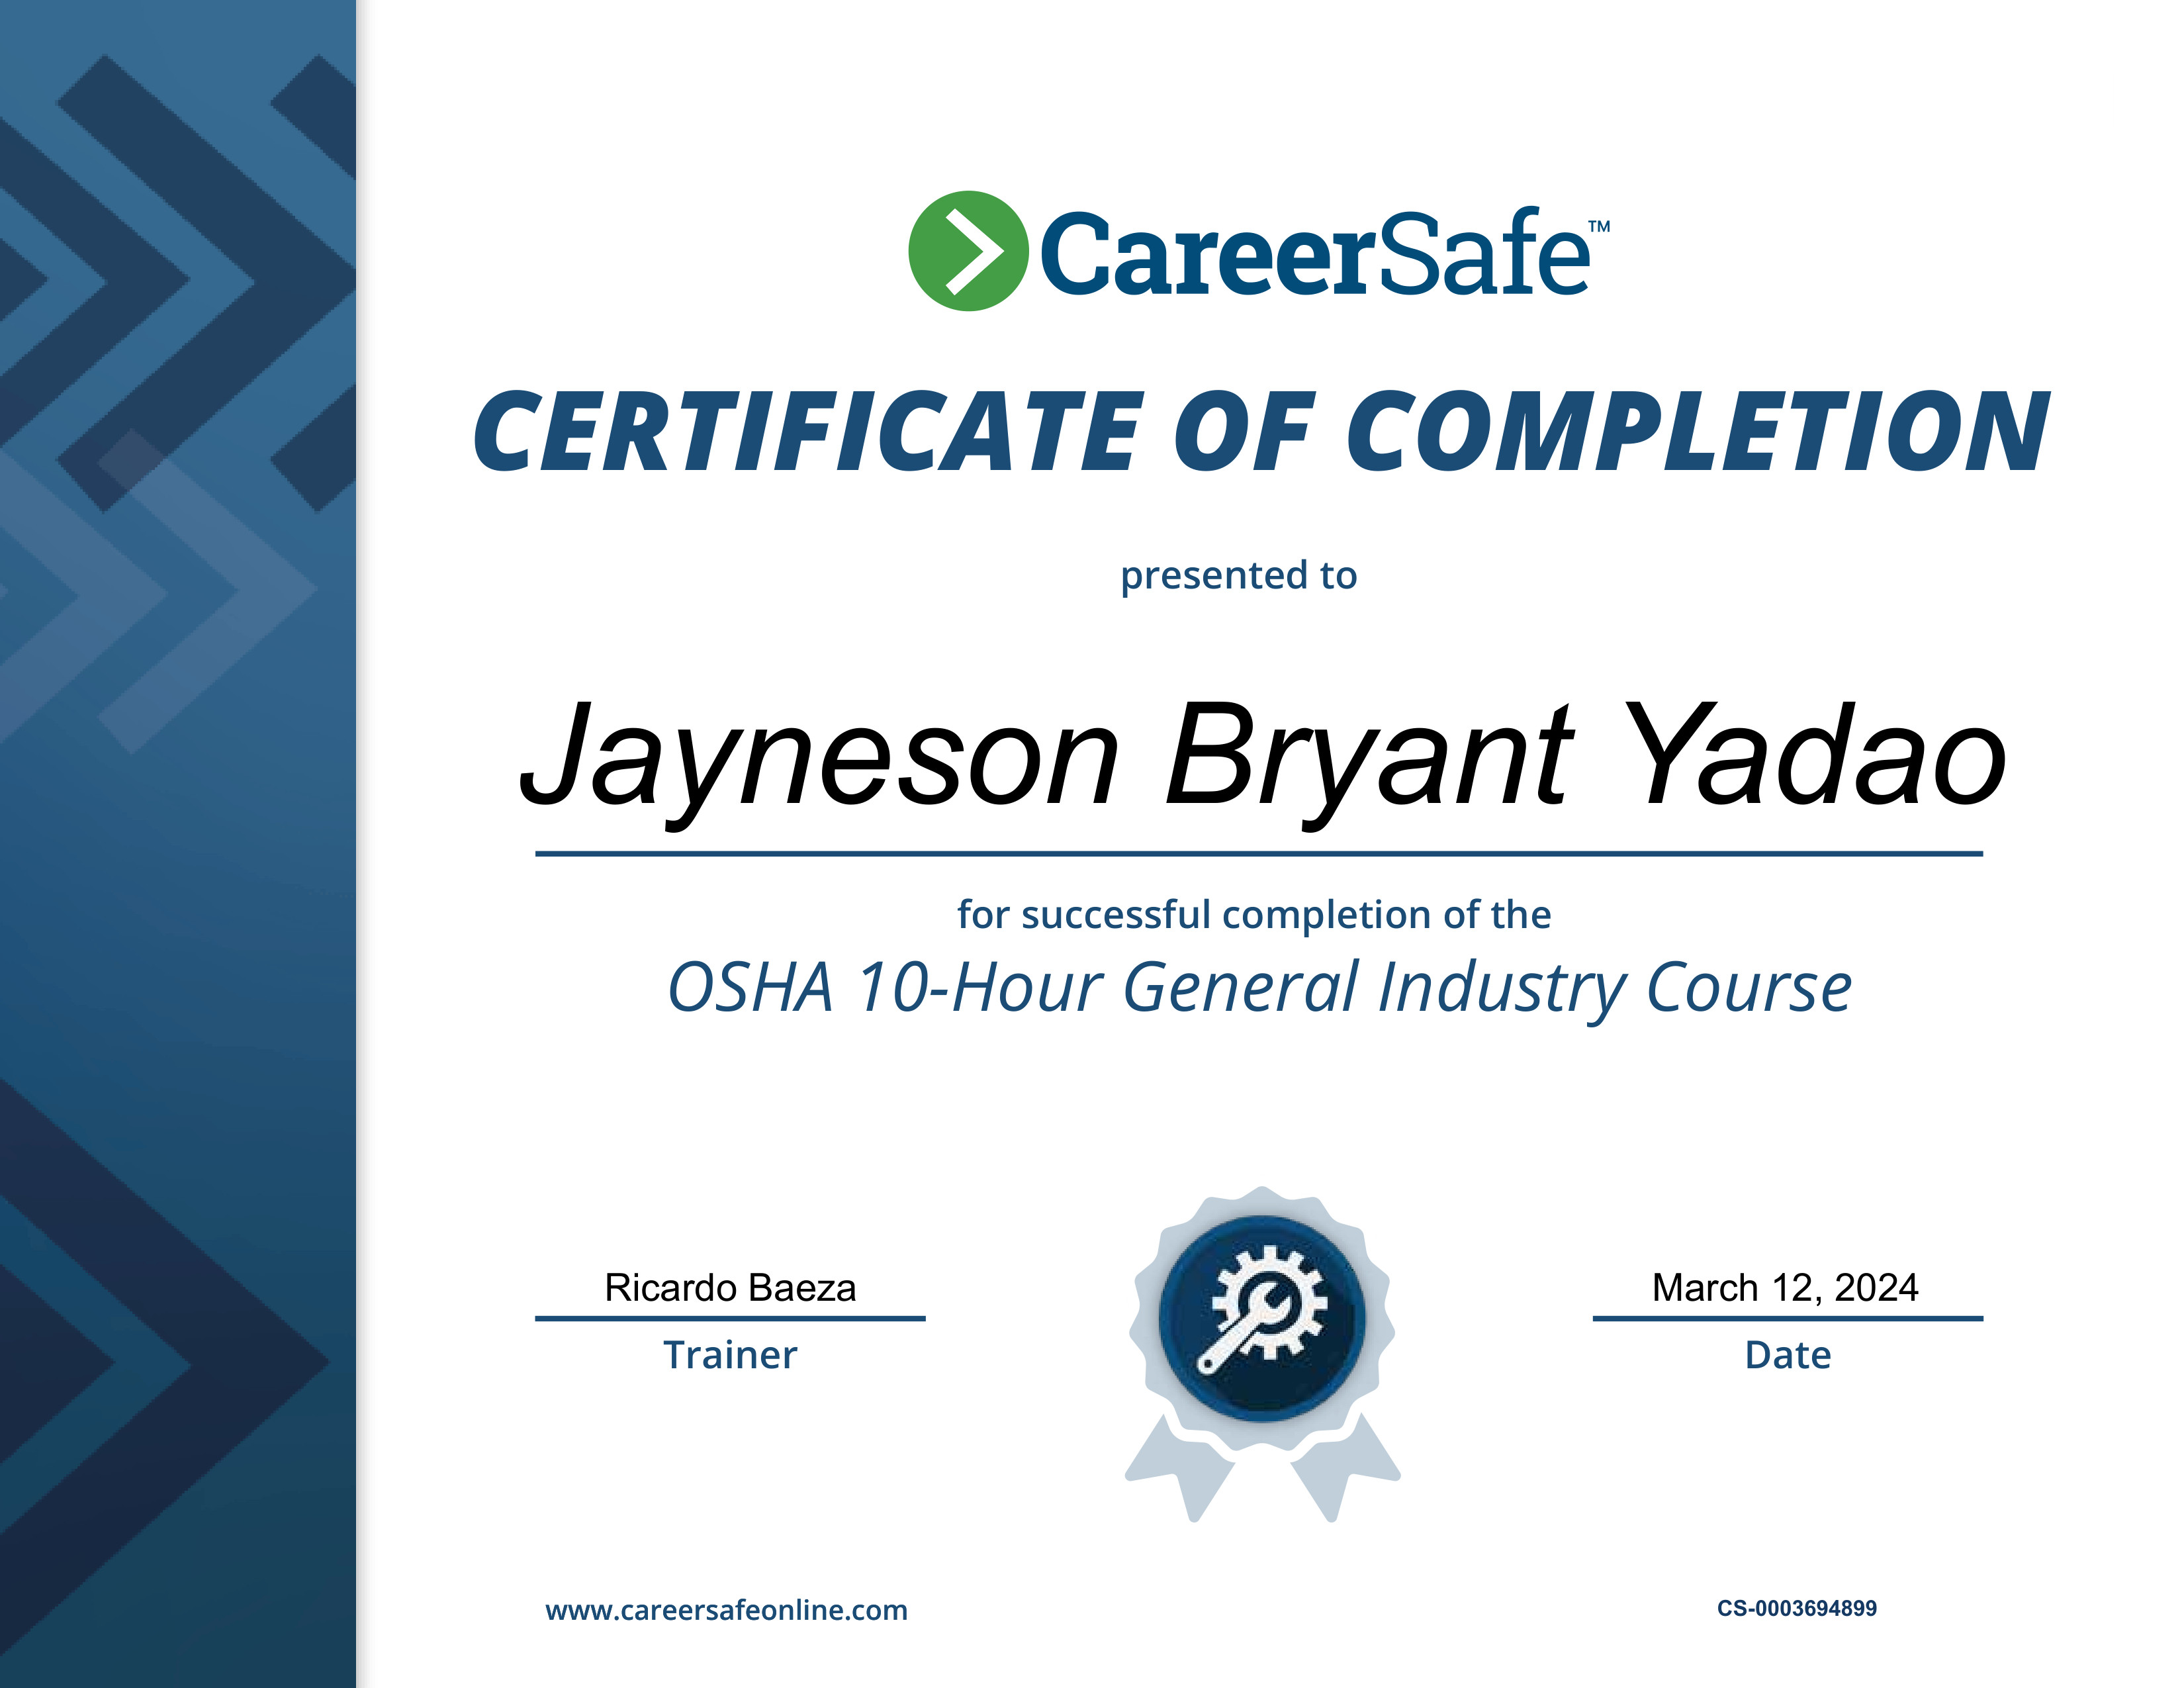 CareerSafe™
CERTIFICATE OF COMPLETION
presented to
Jayneson Bryant Yadao
for successful completion of the
OSHA 10-Hour General Industry Course
Ricardo Baeza
Trainer
March 12, 2024
Date
www.careersafeonline.com
CS-0003694899